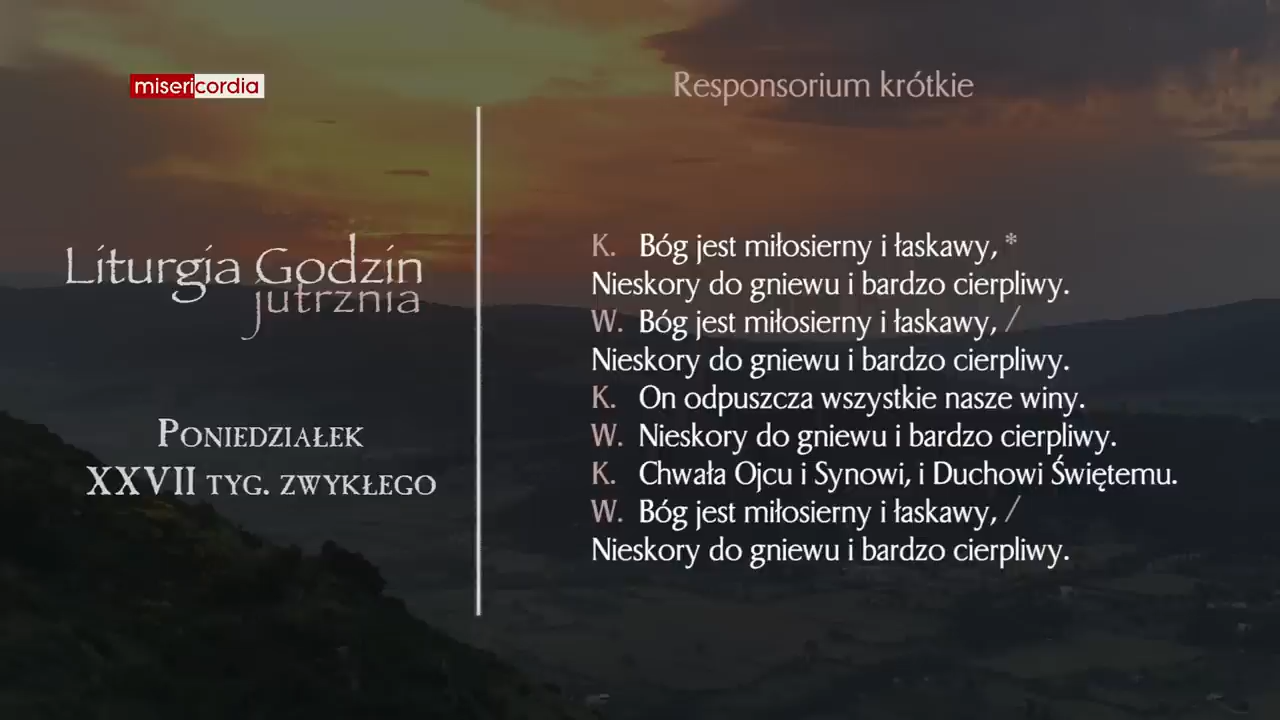 misericordia
Liturgia Godzin
jutrznia
Poniedziałek
XXVII tyg. zwykłego
Responsorium krótkie
K. Bóg jest miłosierny i łaskawy, *
Nieskory do gniewu i bardzo cierpliwy.
W. Bóg jest miłosierny i łaskawy, /
Nieskory do gniewu i bardzo cierpliwy.
K. On odpuszcza wszystkie nasze winy.
W. Nieskory do gniewu i bardzo cierpliwy.
K. Chwała Ojcu i Synowi, i Duchowi Świętemu.
W. Bóg jest miłosierny i łaskawy, /
Nieskory do gniewu i bardzo cierpliwy.